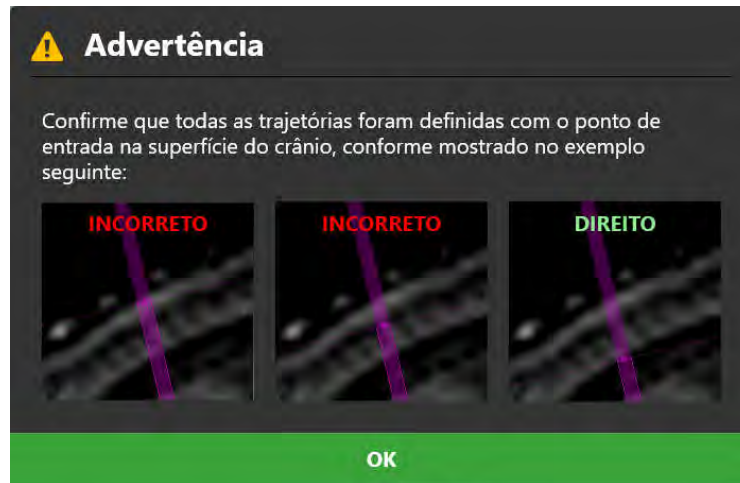 Advertência
Confirme que todas as trajetórias foram definidas com o ponto de
entrada na superfície do crânio, conforme mostrado no exemplo
seguinte:
INCORRETO INCORRETO DIREITO
OK